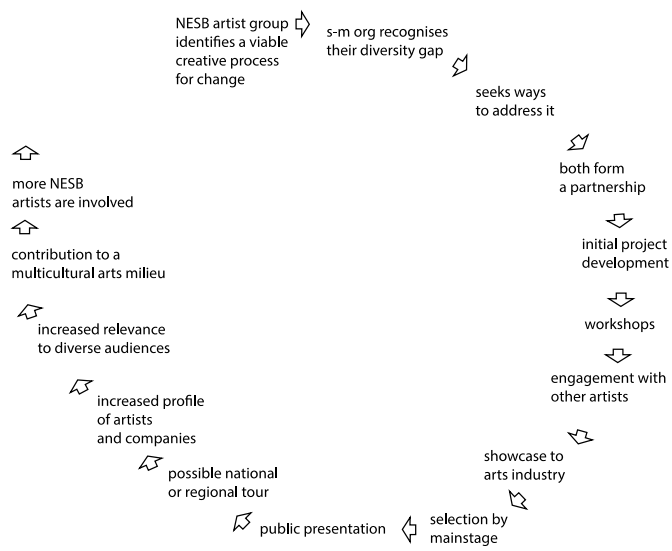 NESB artist group
identifies a viable
creative process
for change
s-m org recognises
their diversity gap
seeks ways
to address it
both form
a partnership
initial project
development
workshops
engagement with
other artists
showcase to
arts industry
selection by
mainstage
public presentation
possible national
or regional tour
increased profile
of artists
and companies
increased relevance
to diverse audiences
contribution to a
multicultural arts milieu
more NESB
artists are involved